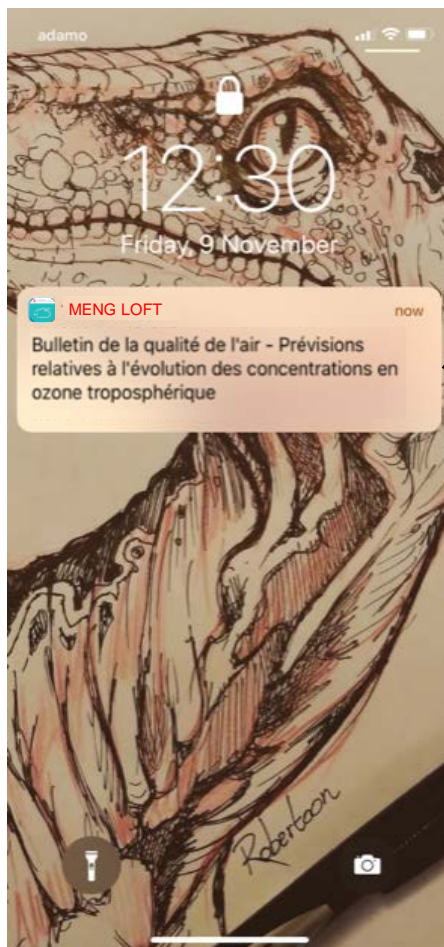 adamo
12:30
Friday, 9 November
MENG LOFT
now
Bulletin de la qualité de l'air - Prévisions
relatives à l'évolution des concentrations en
ozone troposphérique
Robertoon